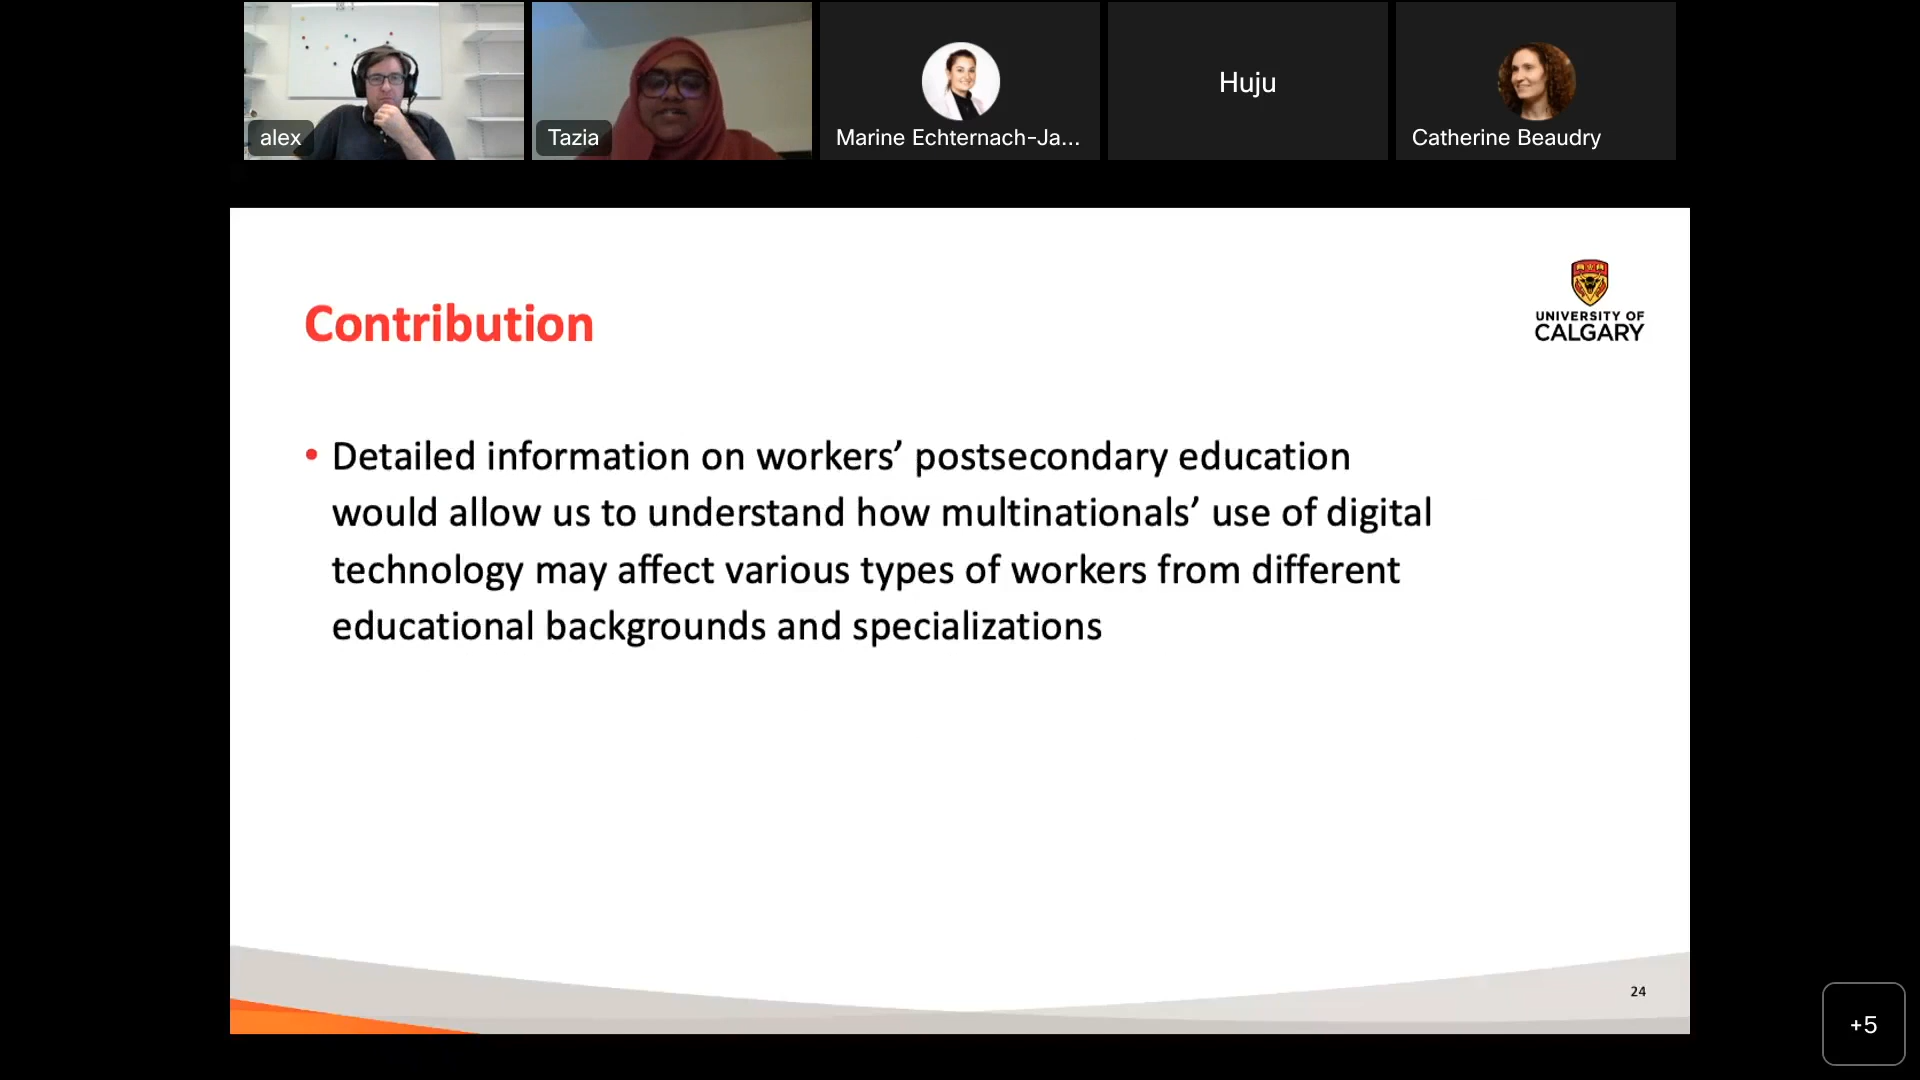 alex
Tazia
Marine Echternach-Ja...
Huju
Catherine Beaudry
UNIVERSITY OF
CALGARY
Contribution
• Detailed information on workers’ postsecondary education
would allow us to understand how multinationals’ use of digital
technology may affect various types of workers from different
educational backgrounds and specializations
24
+5